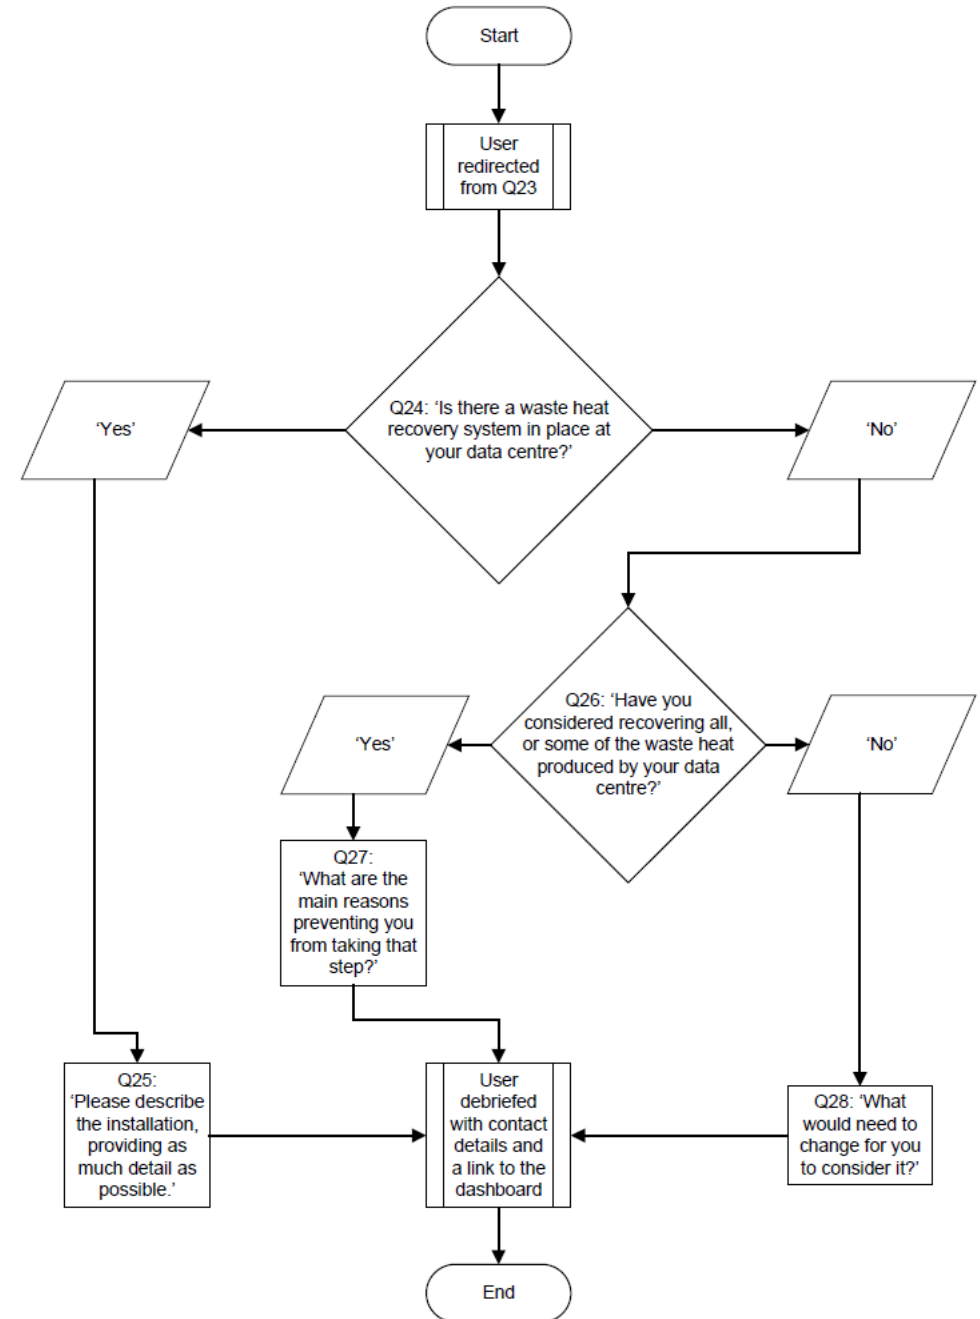 Start
User
redirected
from Q23
Q24: ‘Is there a waste heat
recovery system in place at
your data centre?’
‘Yes’
‘No’
Q26: ‘Have you
considered recovering all,
or some of the waste heat
produced by your data
centre?’
‘Yes’
‘No’
Q27:
‘What are the
main reasons
preventing you
from taking that
step?’
Q25:
‘Please describe
the installation,
providing as
much detail as
possible.’
User
debriefed
with contact
details and
a link to the
dashboard
Q28: ‘What
would need to
change for you
to consider it?’
End